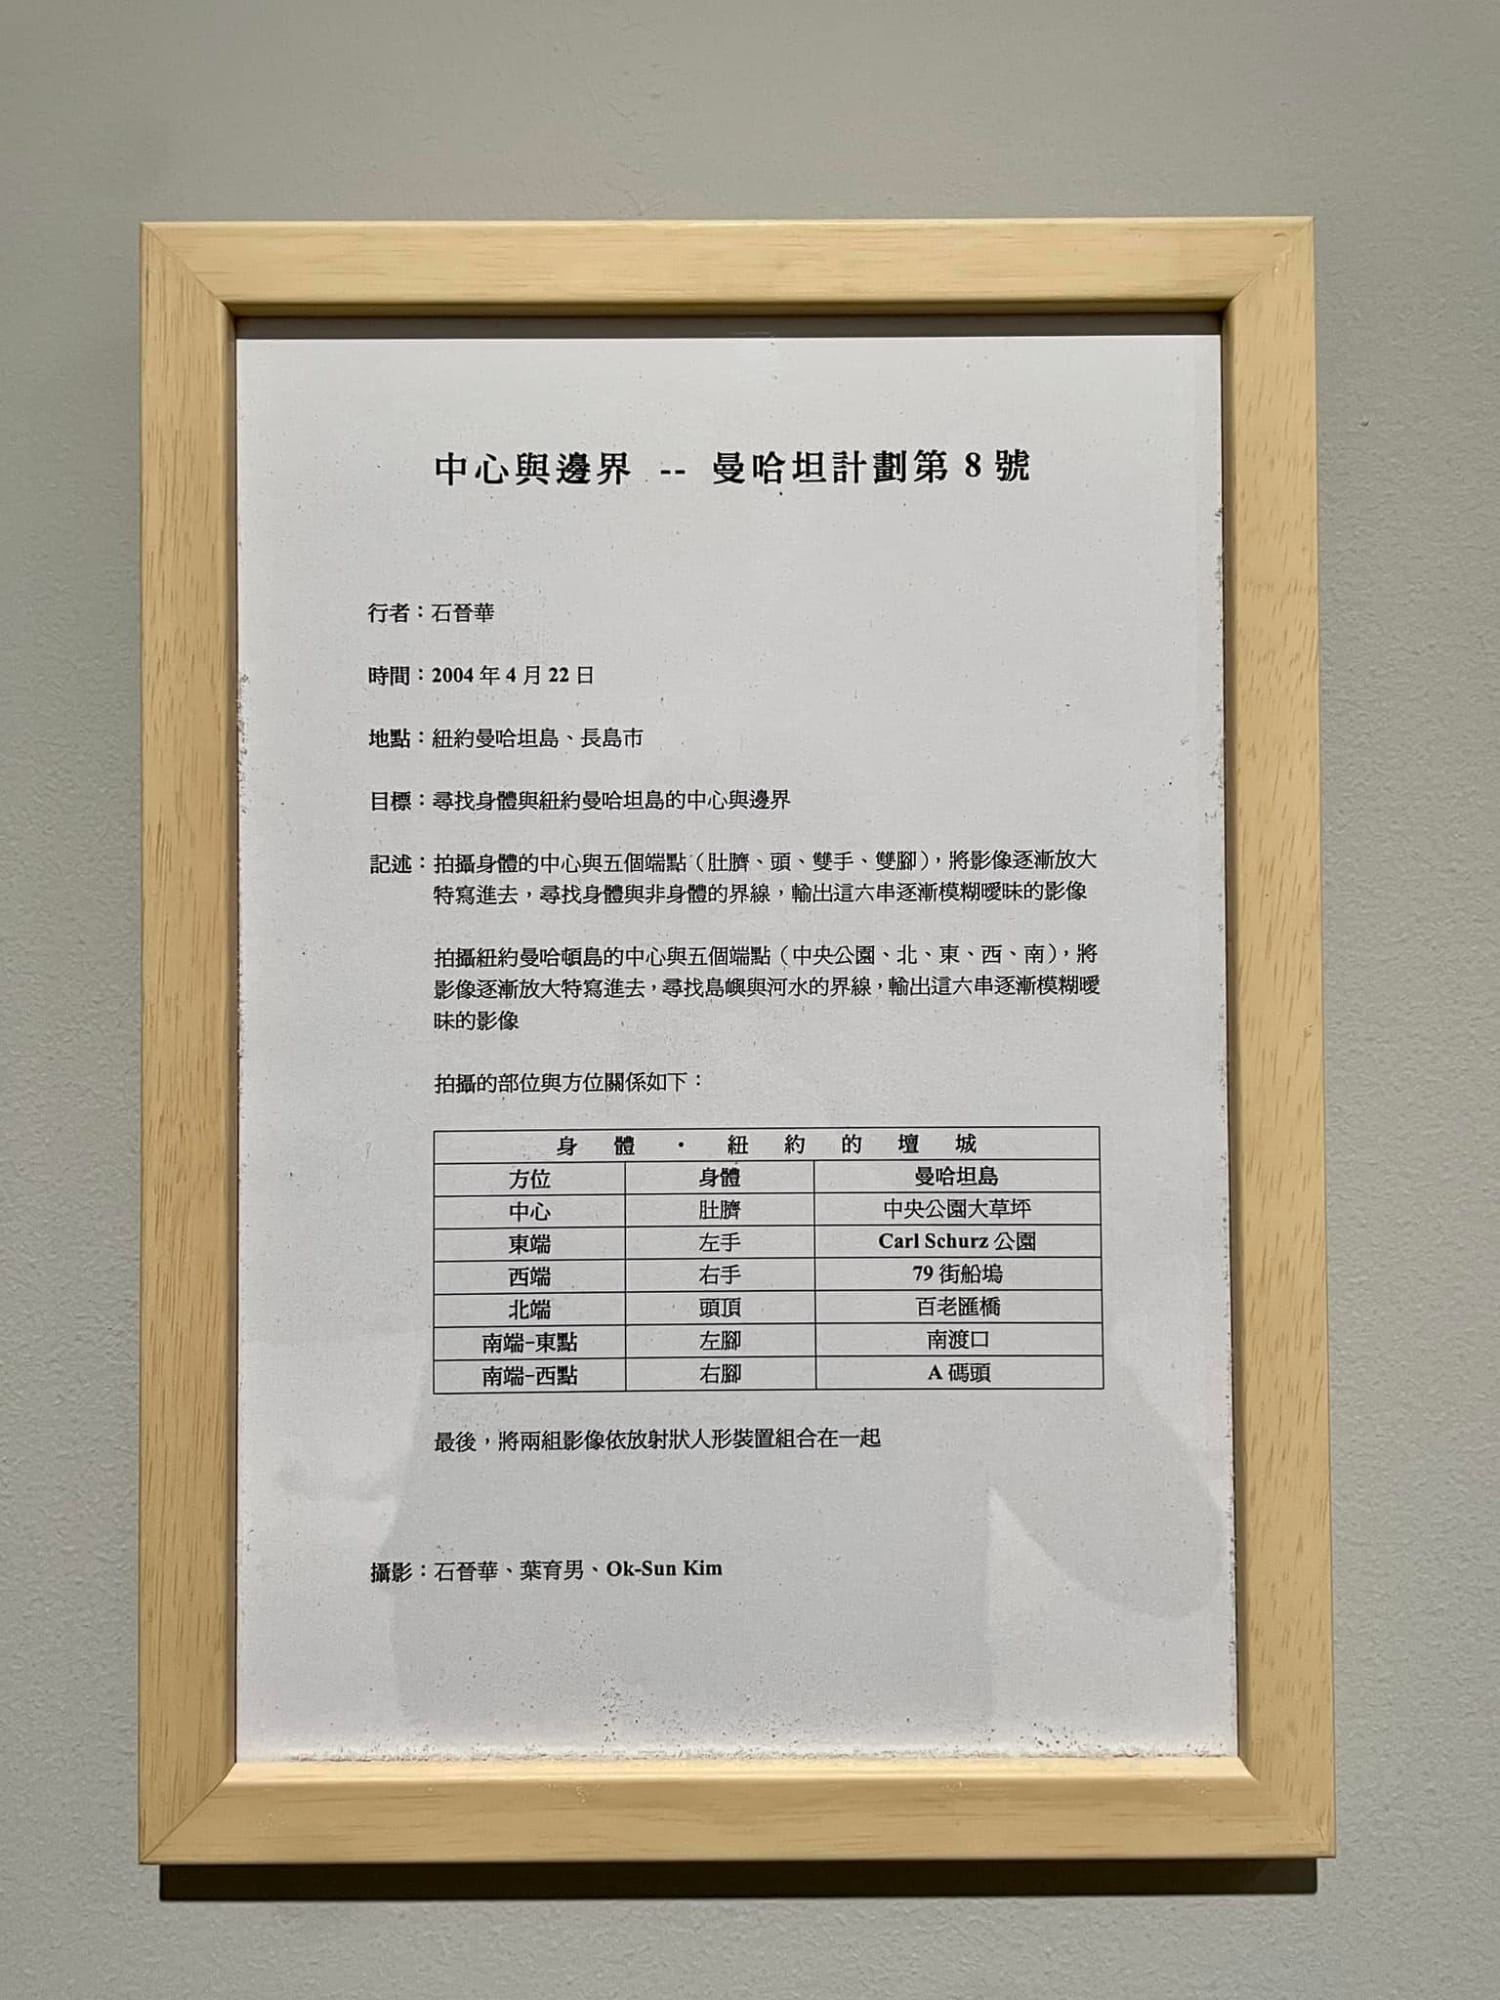 中心與邊界 -- 曼哈坦計劃第 8 號
行者：石晉華
時間：2004 年 4 月 22 日
地點：紐約曼哈坦島、長島市
目標：尋找身體與紐約曼哈坦島的中心與邊界
記述：拍攝身體的中心與五個端點（肚臍、頭、雙手、雙腳），將影像逐漸放大
特寫進去，尋找身體與非身體的界線，輸出這六串逐漸模糊曖昧的影像
拍攝紐約曼哈頓島的中心與五個端點（中央公園、北、東、西、南），將
影像逐漸放大特寫進去，尋找島嶼與河水的界線，輸出這六串逐漸模糊曖
昧的影像
拍攝的部位與方位關係如下：
身體・紐約的壇城
方位 身體 曼哈坦島
中心 肚臍 中央公園大草坪
東端 左手 Carl Schurz 公園
西端 右手 79 街船塢
北端 頭頂 百老匯橋
南端-東點 左腳 南渡口
南端-西點 右腳 A 碼頭
最後，將兩組影像依放射狀人形裝置組合在一起
攝影：石晉華、葉育男、Ok-Sun Kim